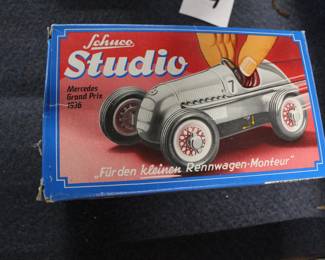 Schuco
Studio
Mercedes
Grand Prix
1936
7
„Für den kleinen Rennwagen-Monteur"